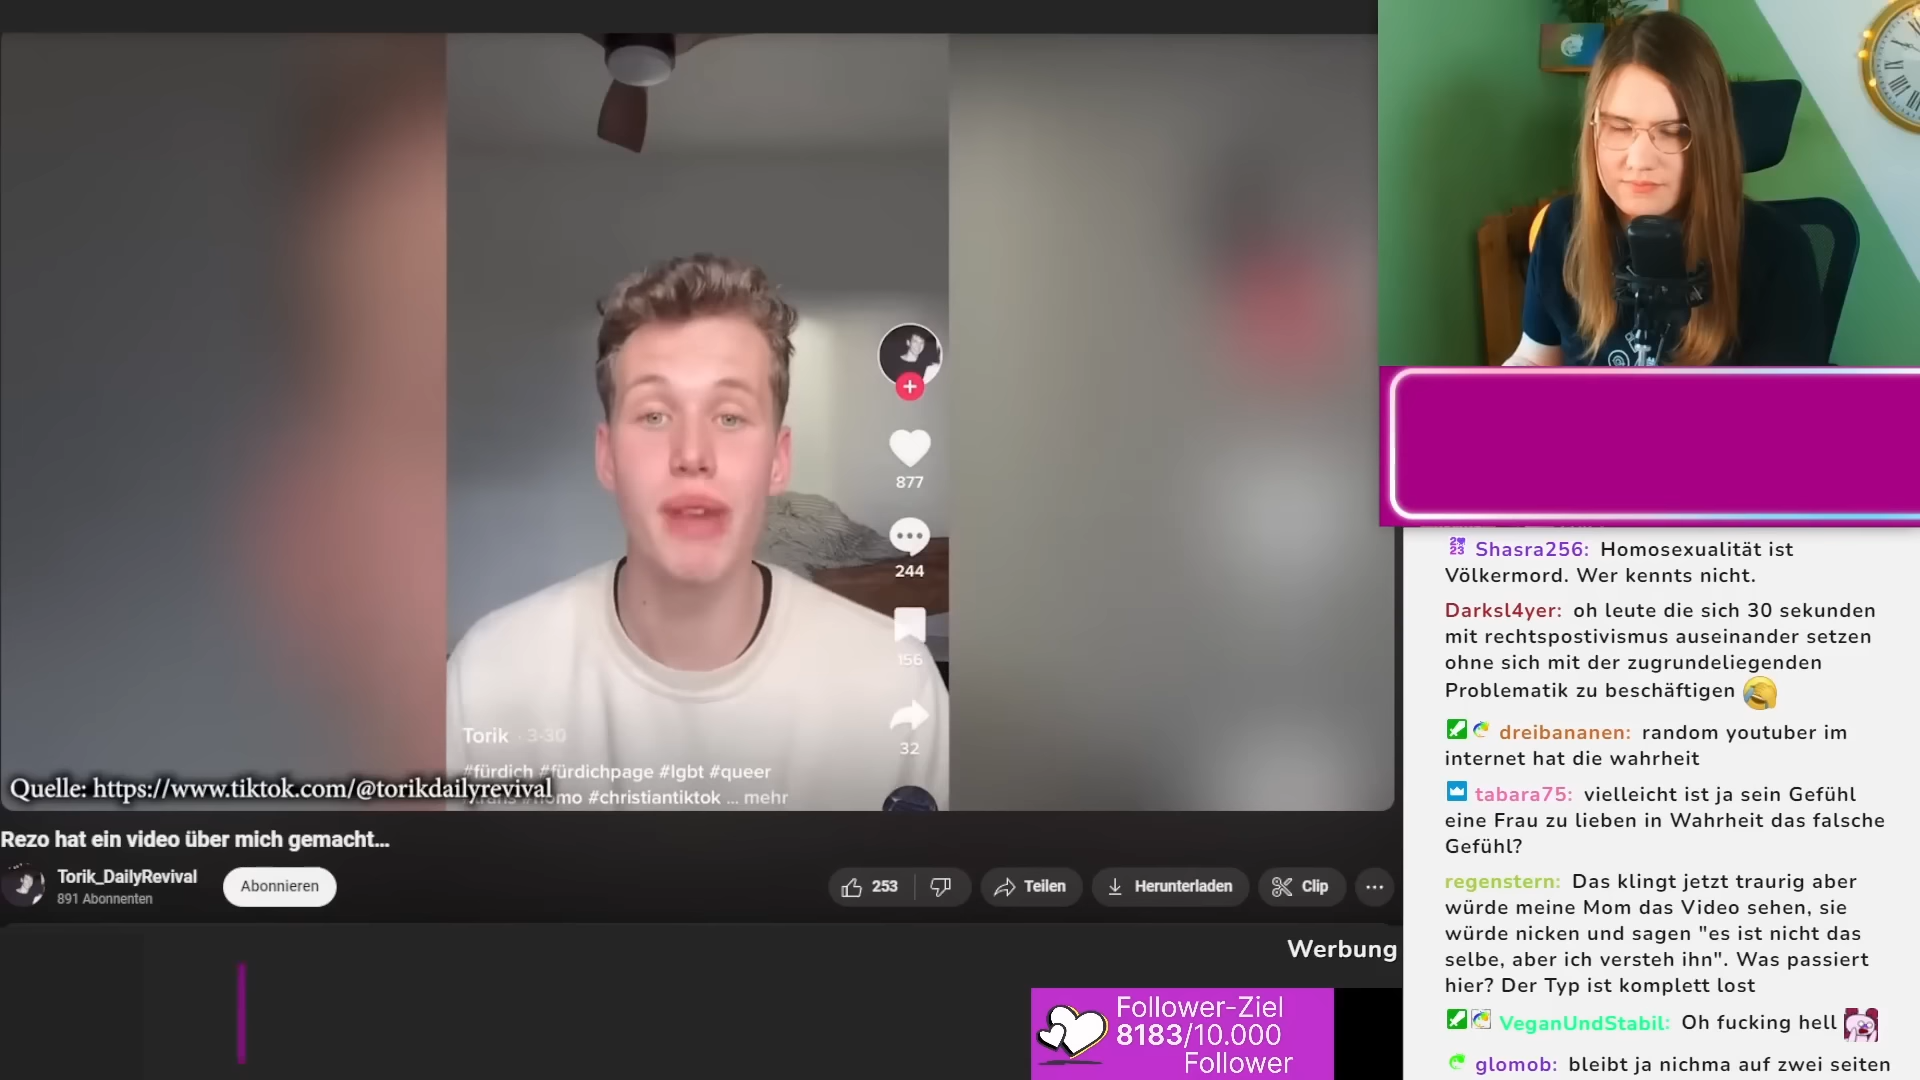 877
244
156
32
Torik · 3-30
#fürdich #fürdichpage #lgbt #queer
#christiantiktok ... mehr
Quelle: https://www.tiktok.com/@torikdailyrevival
Rezo hat ein video über mich gemacht...
Torik_DailyRevival
891 Abonnenten
Abonnieren
253
Teilen
Herunterladen
Clip
Werbung
Follower-Ziel
8183/10.000
Follower
Shasra256: Homosexualität ist
Völkermord. Wer kennts nicht.
Darksl4yer: oh leute die sich 30 sekunden
mit rechtspostivismus auseinander setzen
ohne sich mit der zugrundeliegenden
Problematik zu beschäftigen
dreibananen: random youtuber im
internet hat die wahrheit
tabara75: vielleicht ist ja sein Gefühl
eine Frau zu lieben in Wahrheit das falsche
Gefühl?
regenstern: Das klingt jetzt traurig aber
würde meine Mom das Video sehen, sie
würde nicken und sagen "es ist nicht das
selbe, aber ich versteh ihn". Was passiert
hier? Der Typ ist komplett lost
VeganUndStabil: Oh fucking hell
glomob: bleibt ja nichma auf zwei seiten